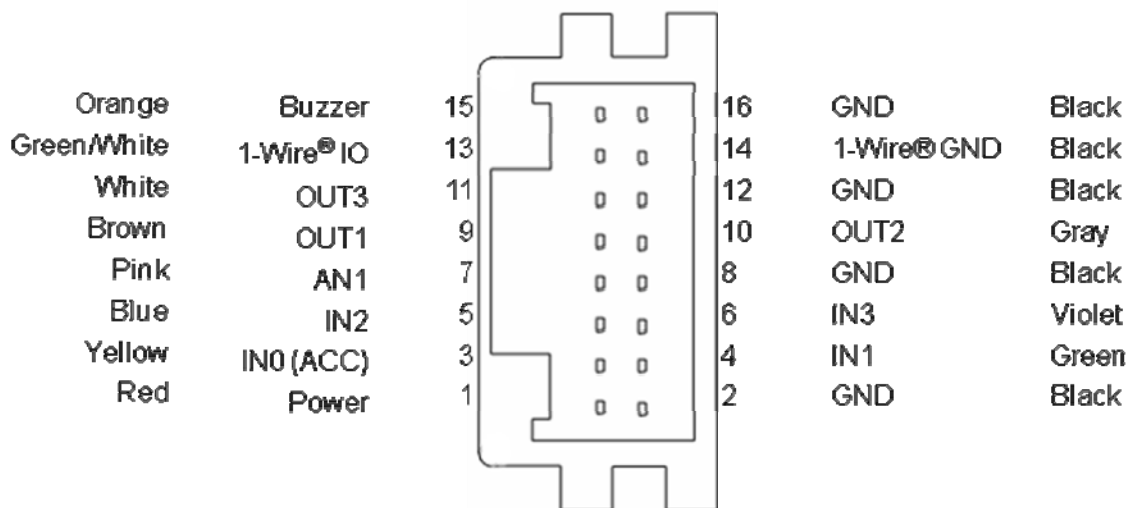 Orange Buzzer 15 16 GND Black
Green/White 1-Wire® IO 13 14 1-Wire® GND Black
White OUT3 11 12 GND Black
Brown OUT1 9 10 OUT2 Gray
Pink AN1 7 8 GND Black
Blue IN2 5 6 IN3 Violet
Yellow IN0 (ACC) 3 4 IN1 Green
Red Power 1 2 GND Black